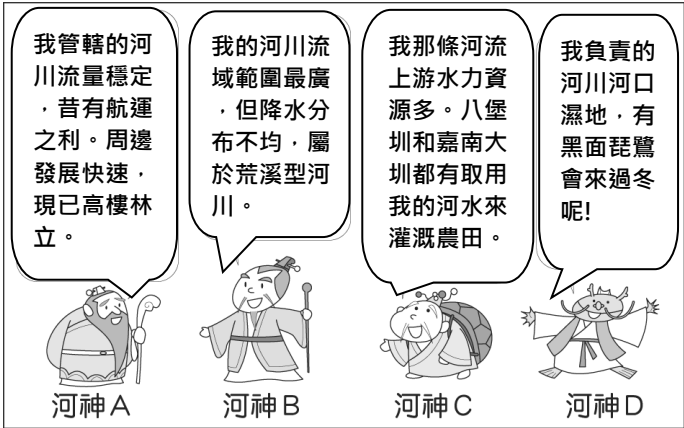 我管轄的河
川流量穩定
，昔有航運
之利。周邊
發展快速，
現已高樓林
立。
我的河川流
域範圍最廣
，但降水分
布不均，屬
於荒溪型河
川。
我那條河流
上游水力資
源多。八堡
圳和嘉南大
圳都有取用
我的河水來
灌溉農田。
我負責的
河川河口
濕地，有
黑面琵鷺
會來過冬
呢!
河神A
河神B
河神C
河神D